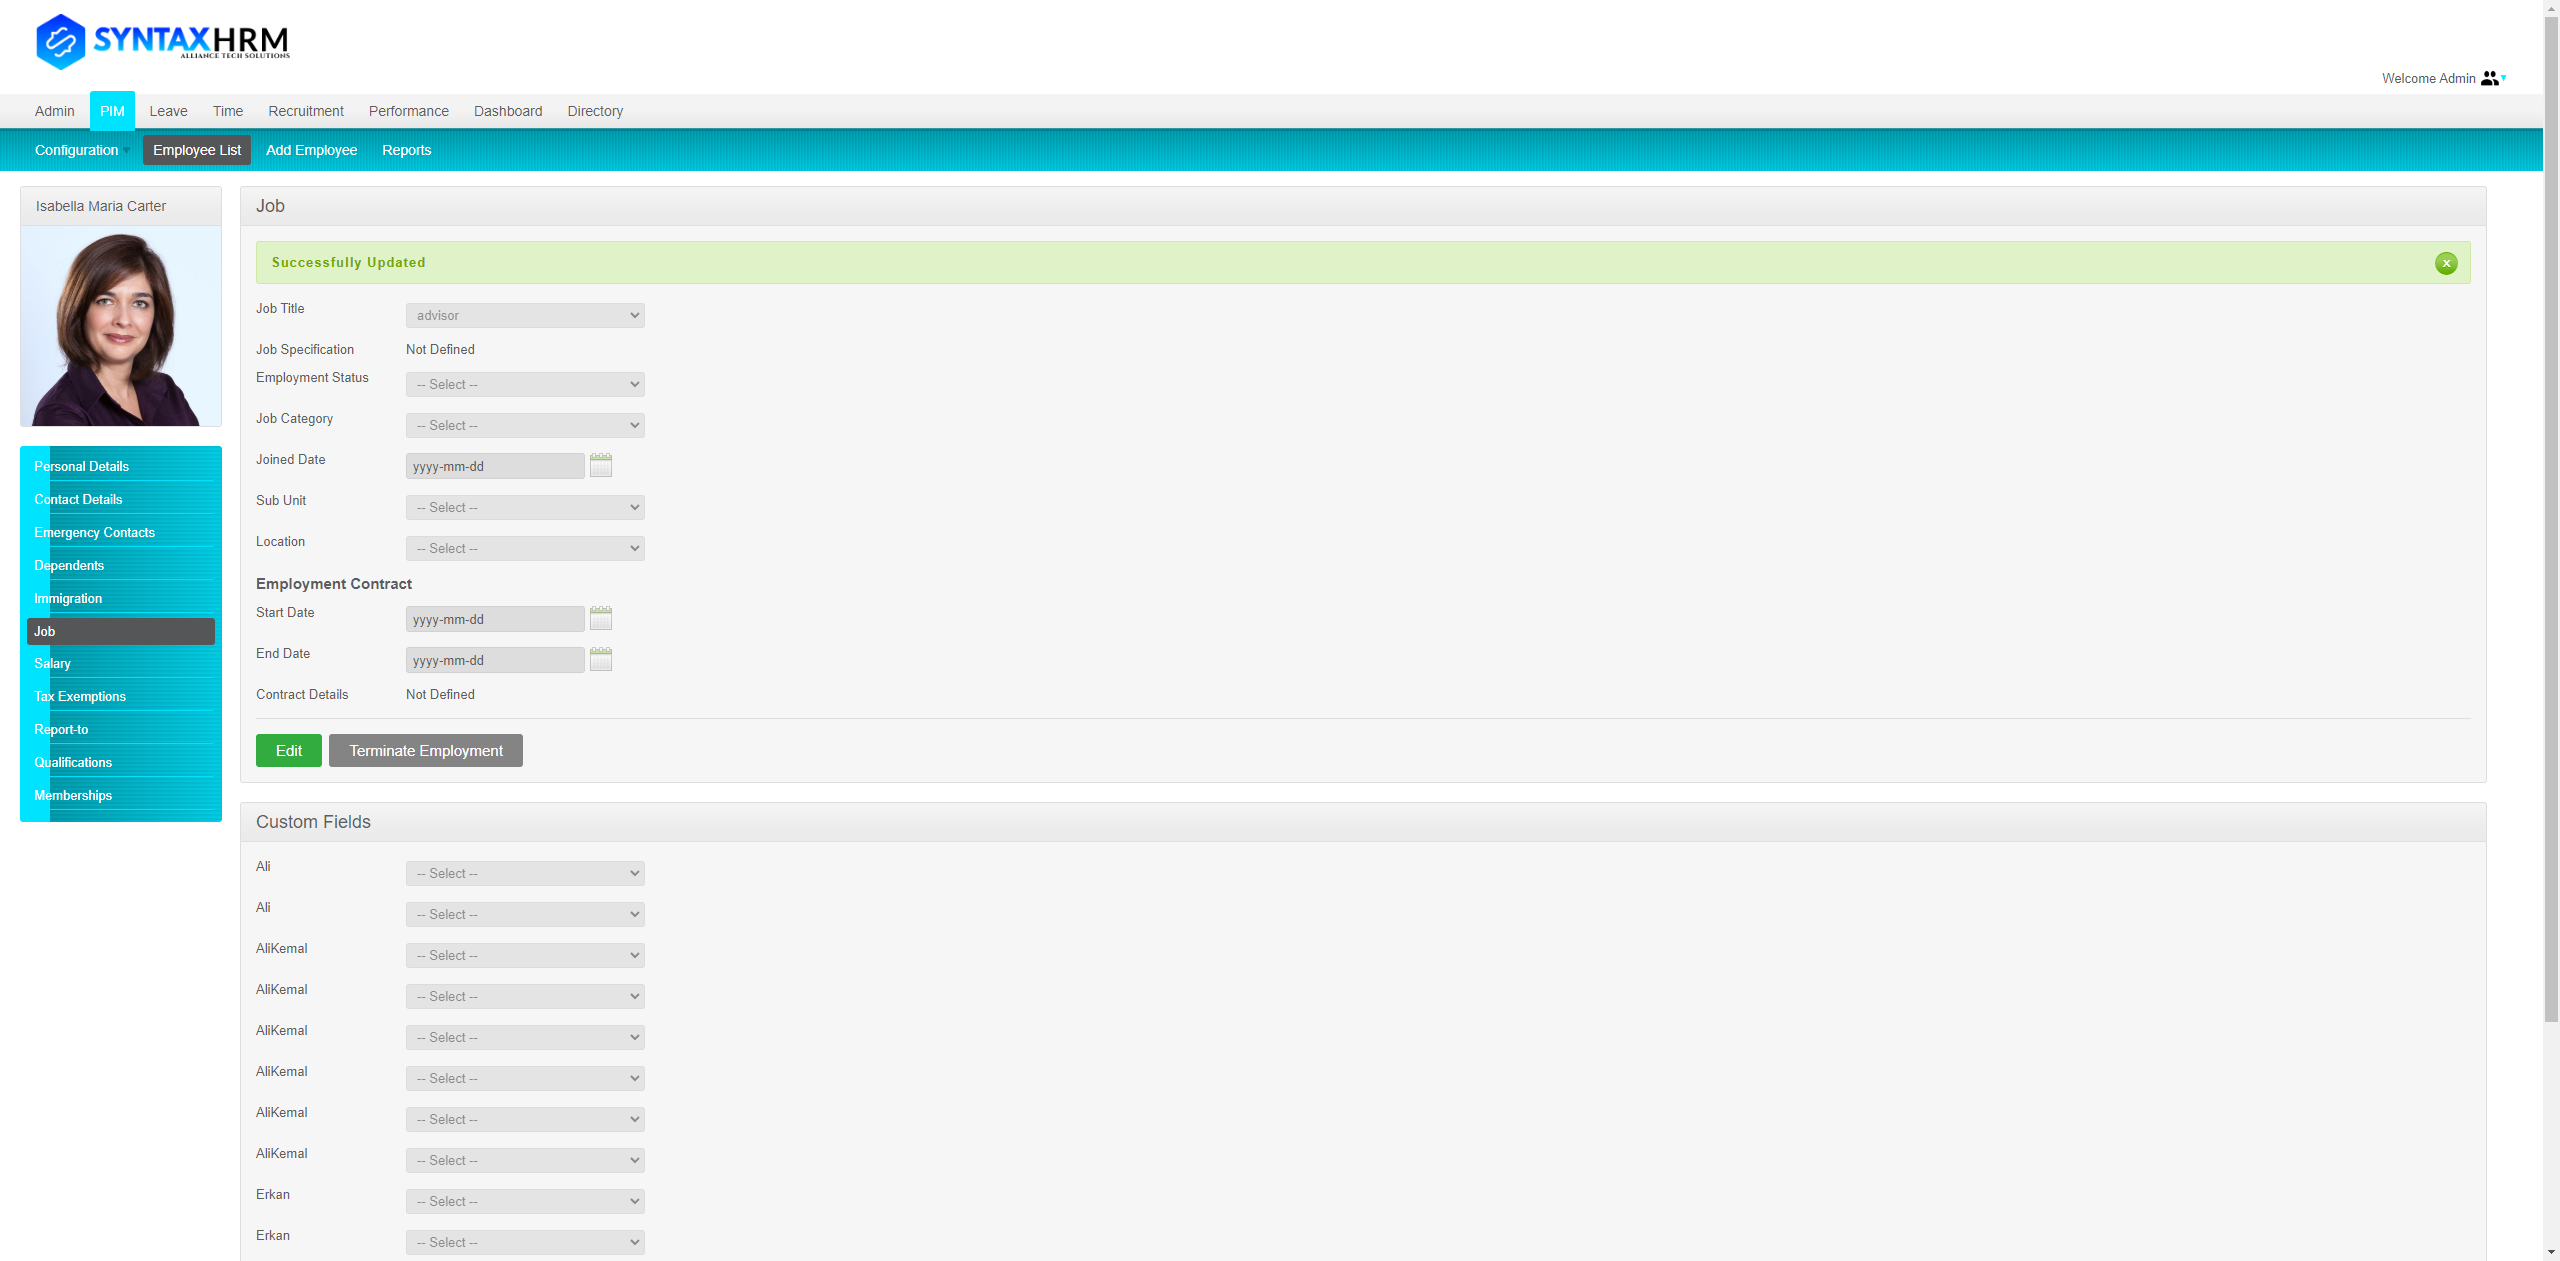 SYNTAXHRM
ALLIANCE TECH SOLUTIONS
Welcome Admin
Admin PIM Leave Time Recruitment Performance Dashboard Directory
Configuration Employee List Add Employee Reports
Isabella Maria Carter
Personal Details
Contact Details
Emergency Contacts
Dependents
Immigration
Job
Salary
Tax Exemptions
Report-to
Qualifications
Memberships
Job
Successfully Updated
x
Job Title advisor
Job Specification Not Defined
Employment Status -- Select --
Job Category -- Select --
Joined Date yyyy-mm-dd
Sub Unit -- Select --
Location -- Select --
Employment Contract
Start Date yyyy-mm-dd
End Date yyyy-mm-dd
Contract Details Not Defined
Edit Terminate Employment
Custom Fields
Ali -- Select --
Ali -- Select --
AliKemal -- Select --
AliKemal -- Select --
AliKemal -- Select --
AliKemal -- Select --
AliKemal -- Select --
AliKemal -- Select --
Erkan -- Select --
Erkan -- Select --